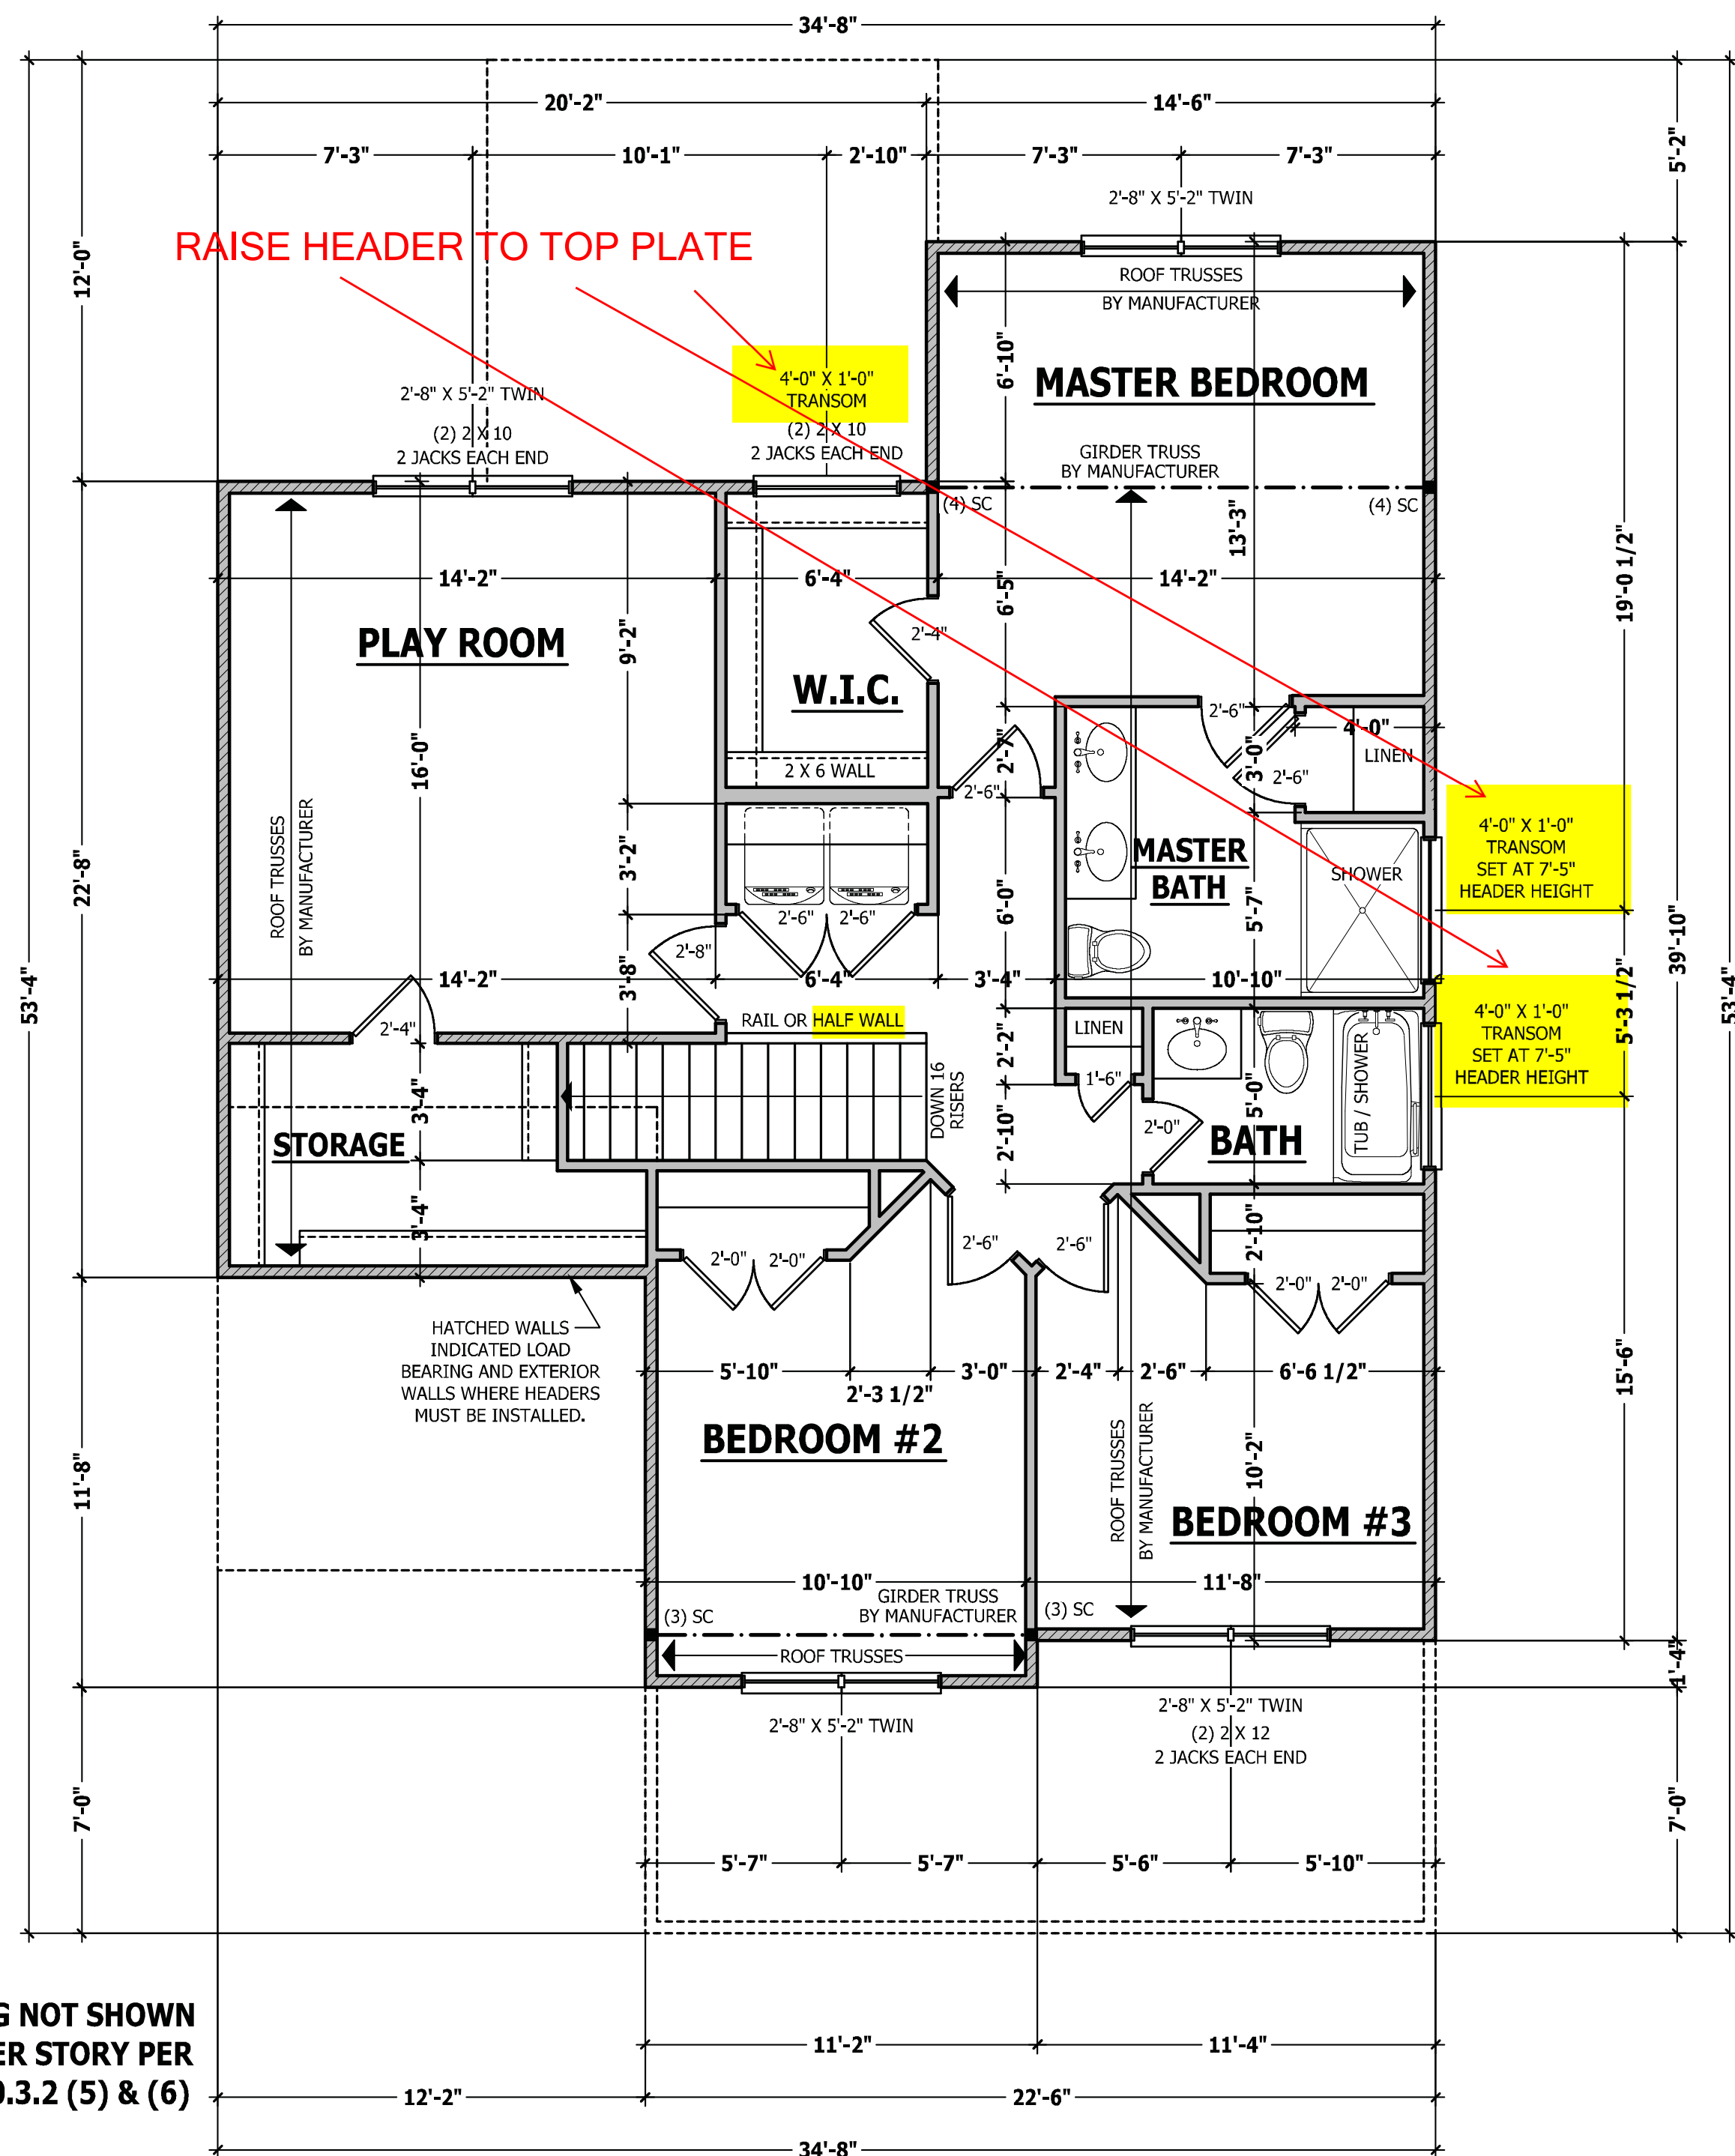 34'-8"
20'-2"
14'-6"
7'-3"
10'-1"
2'-10"
7'-3"
7'-3"
5'-2"
2'-8" X 5'-2" TWIN
RAISE HEADER TO TOP PLATE
12'-0"
ROOF TRUSSES
BY MANUFACTURER
6'-10"
4'-0" X 1'-0"
TRANSOM
(2) 2 X 10
2 JACKS EACH END
2'-8" X 5'-2" TWIN
(2) 2 X 10
2 JACKS EACH END
MASTER BEDROOM
GIRDER TRUSS
BY MANUFACTURER
(4) SC
(4) SC
13'-3"
19'-0 1/2"
14'-2"
6'-4"
14'-2"
6'-5"
9'-2"
2'-4"
PLAY ROOM
W.I.C.
2'-6"
4'-0"
16'-0"
2'-7"
3'-0"
LINEN
2 X 6 WALL
2'-6"
2'-6"
ROOF TRUSSES
BY MANUFACTURER
22'-8"
3'-2"
4'-0" X 1'-0"
TRANSOM
SET AT 7'-5"
HEADER HEIGHT
MASTER
BATH
SHOWER
6'-0"
5'-7"
2'-6"
2'-6"
2'-8"
39'-10"
53'-4"
53'-4"
14'-2"
3'-8"
6'-4"
3'-4"
10'-10"
5'-3 1/2"
RAIL OR HALF WALL
2'-4"
LINEN
4'-0" X 1'-0"
TRANSOM
SET AT 7'-5"
HEADER HEIGHT
2'-2"
1'-6"
TUB / SHOWER
DOWN 16
RISERS
3'-4"
5'-0"
2'-0"
STORAGE
BATH
2'-10"
3'-4"
2'-10"
2'-0"
2'-0"
2'-6"
2'-6"
2'-0"
2'-0"
HATCHED WALLS
INDICATED LOAD
BEARING AND EXTERIOR
WALLS WHERE HEADERS
MUST BE INSTALLED.
5'-10"
2'-3 1/2"
3'-0"
2'-4"
2'-6"
6'-6 1/2"
15'-6"
BEDROOM #2
11'-8"
ROOF TRUSSES
BY MANUFACTURER
10'-2"
BEDROOM #3
10'-10"
11'-8"
GIRDER TRUSS
BY MANUFACTURER
(3) SC
(3) SC
ROOF TRUSSES
1'-4"
2'-8" X 5'-2" TWIN
2'-8" X 5'-2" TWIN
(2) 2 X 12
2 JACKS EACH END
7'-0"
7'-0"
5'-7"
5'-7"
5'-6"
5'-10"
NOT SHOWN
ER STORY PER
0.3.2 (5) & (6)
11'-2"
11'-4"
12'-2"
22'-6"
34'-8"